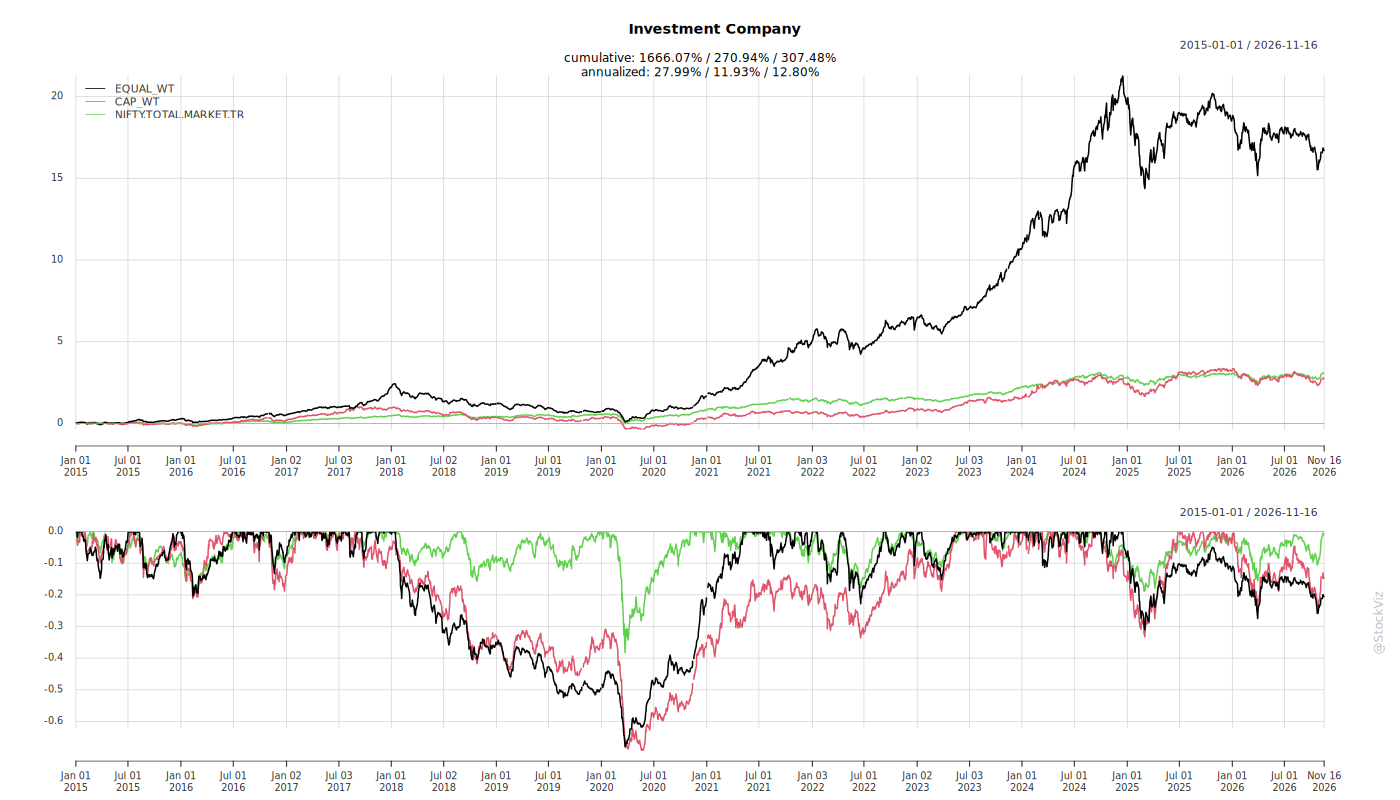 Investment Company
2015-01-01 / 2026-11-16
cumulative: 1666.07% / 270.94% / 307.48%
annualized: 27.99% / 11.93% / 12.80%
EQUAL_WT
CAP_WT
NIFTY.TOTAL.MARKET.TR
20
15
10
5
0
Jan 01 Jul 01 Jan 01 Jul 01 Jan 02 Jul 03 Jan 01 Jul 02 Jan 01 Jul 01 Jan 01 Jul 01 Jan 01 Jul 01 Jan 03 Jul 01 Jan 02 Jul 03 Jan 01 Jul 01 Jan 01 Jul 01 Jan 01 Jul 01 Nov 16
2015 2015 2016 2016 2017 2017 2018 2018 2019 2019 2020 2020 2021 2021 2022 2022 2023 2023 2024 2024 2025 2025 2026 2026 2026
2015-01-01 / 2026-11-16
0.0
-0.1
-0.2
-0.3
-0.4
-0.5
-0.6
Jan 01 Jul 01 Jan 01 Jul 01 Jan 02 Jul 03 Jan 01 Jul 02 Jan 01 Jul 01 Jan 01 Jul 01 Jan 01 Jul 01 Jan 03 Jul 01 Jan 02 Jul 03 Jan 01 Jul 01 Jan 01 Jul 01 Jan 01 Jul 01 Nov 16
2015 2015 2016 2016 2017 2017 2018 2018 2019 2019 2020 2020 2021 2021 2022 2022 2023 2023 2024 2024 2025 2025 2026 2026 2026
@StockViz